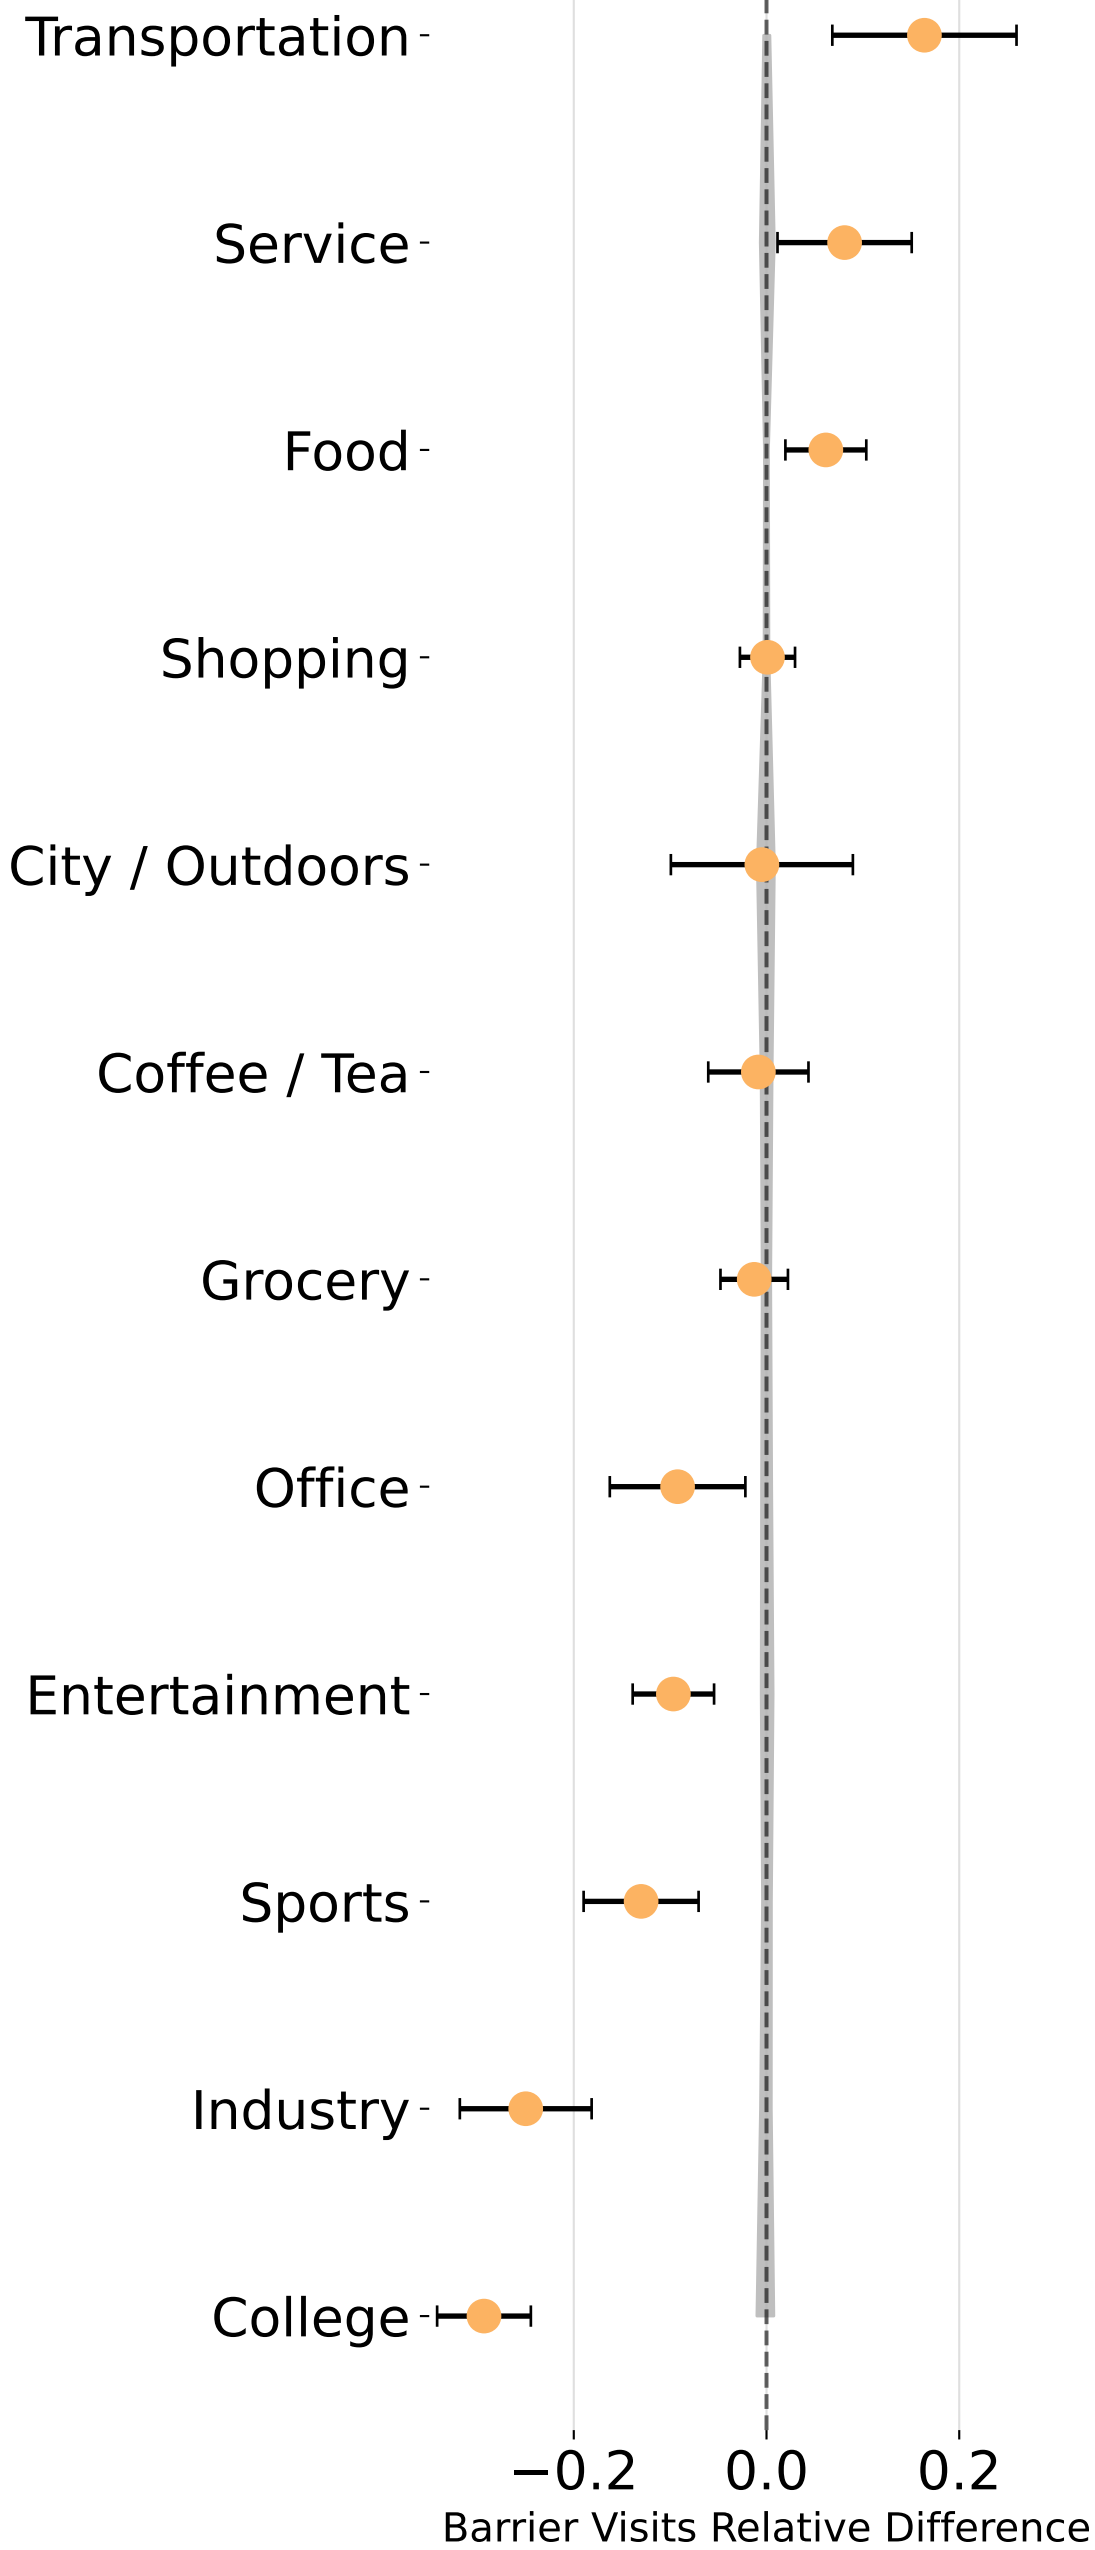 Transportation
Service
Food
Shopping
City / Outdoors
Coffee / Tea
Grocery
Office
Entertainment
Sports
Industry
College
−0.2 0.0 0.2
Barrier Visits Relative Difference